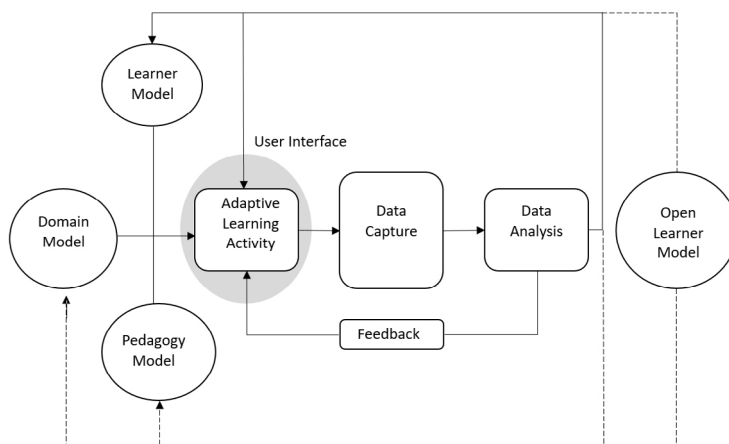 Learner
Model
User Interface
Domain
Model
Adaptive
Learning
Activity
Data
Capture
Data
Analysis
Open
Learner
Model
Pedagogy
Model
Feedback